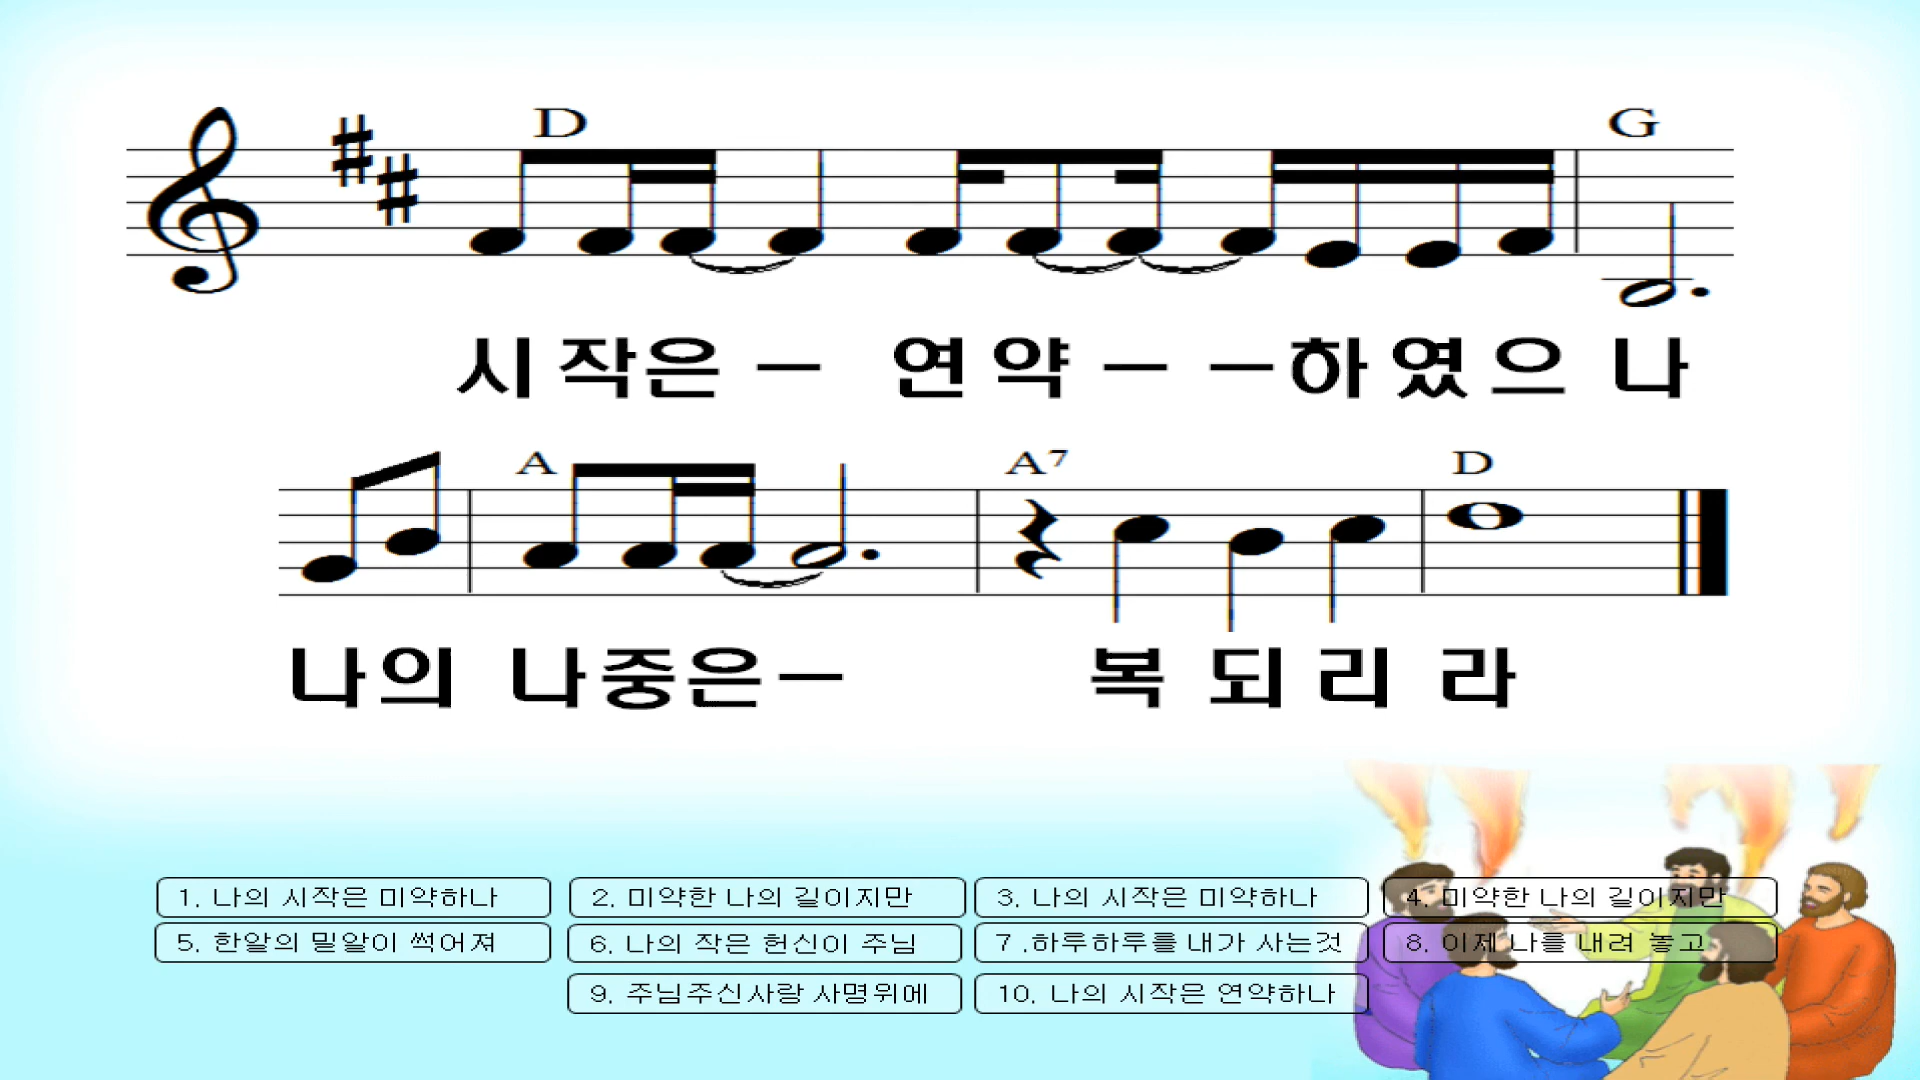 D G
시작은- 연약--하였으 나
A A7 D
나의 나중은- 복 되 리 라
1. 나의 시작은 미약하나 2. 미약한 나의 길이지만 3. 나의 시작은 미약하나 4. 미약한 나의 길이지만
5. 한알의 밀알이 썩어져 6. 나의 작은 헌신이 주님 7 .하루하루를 내가 사는것 8. 이제 나를 내려 놓고
9. 주님주신사랑 사명위에 10. 나의 시작은 연약하나